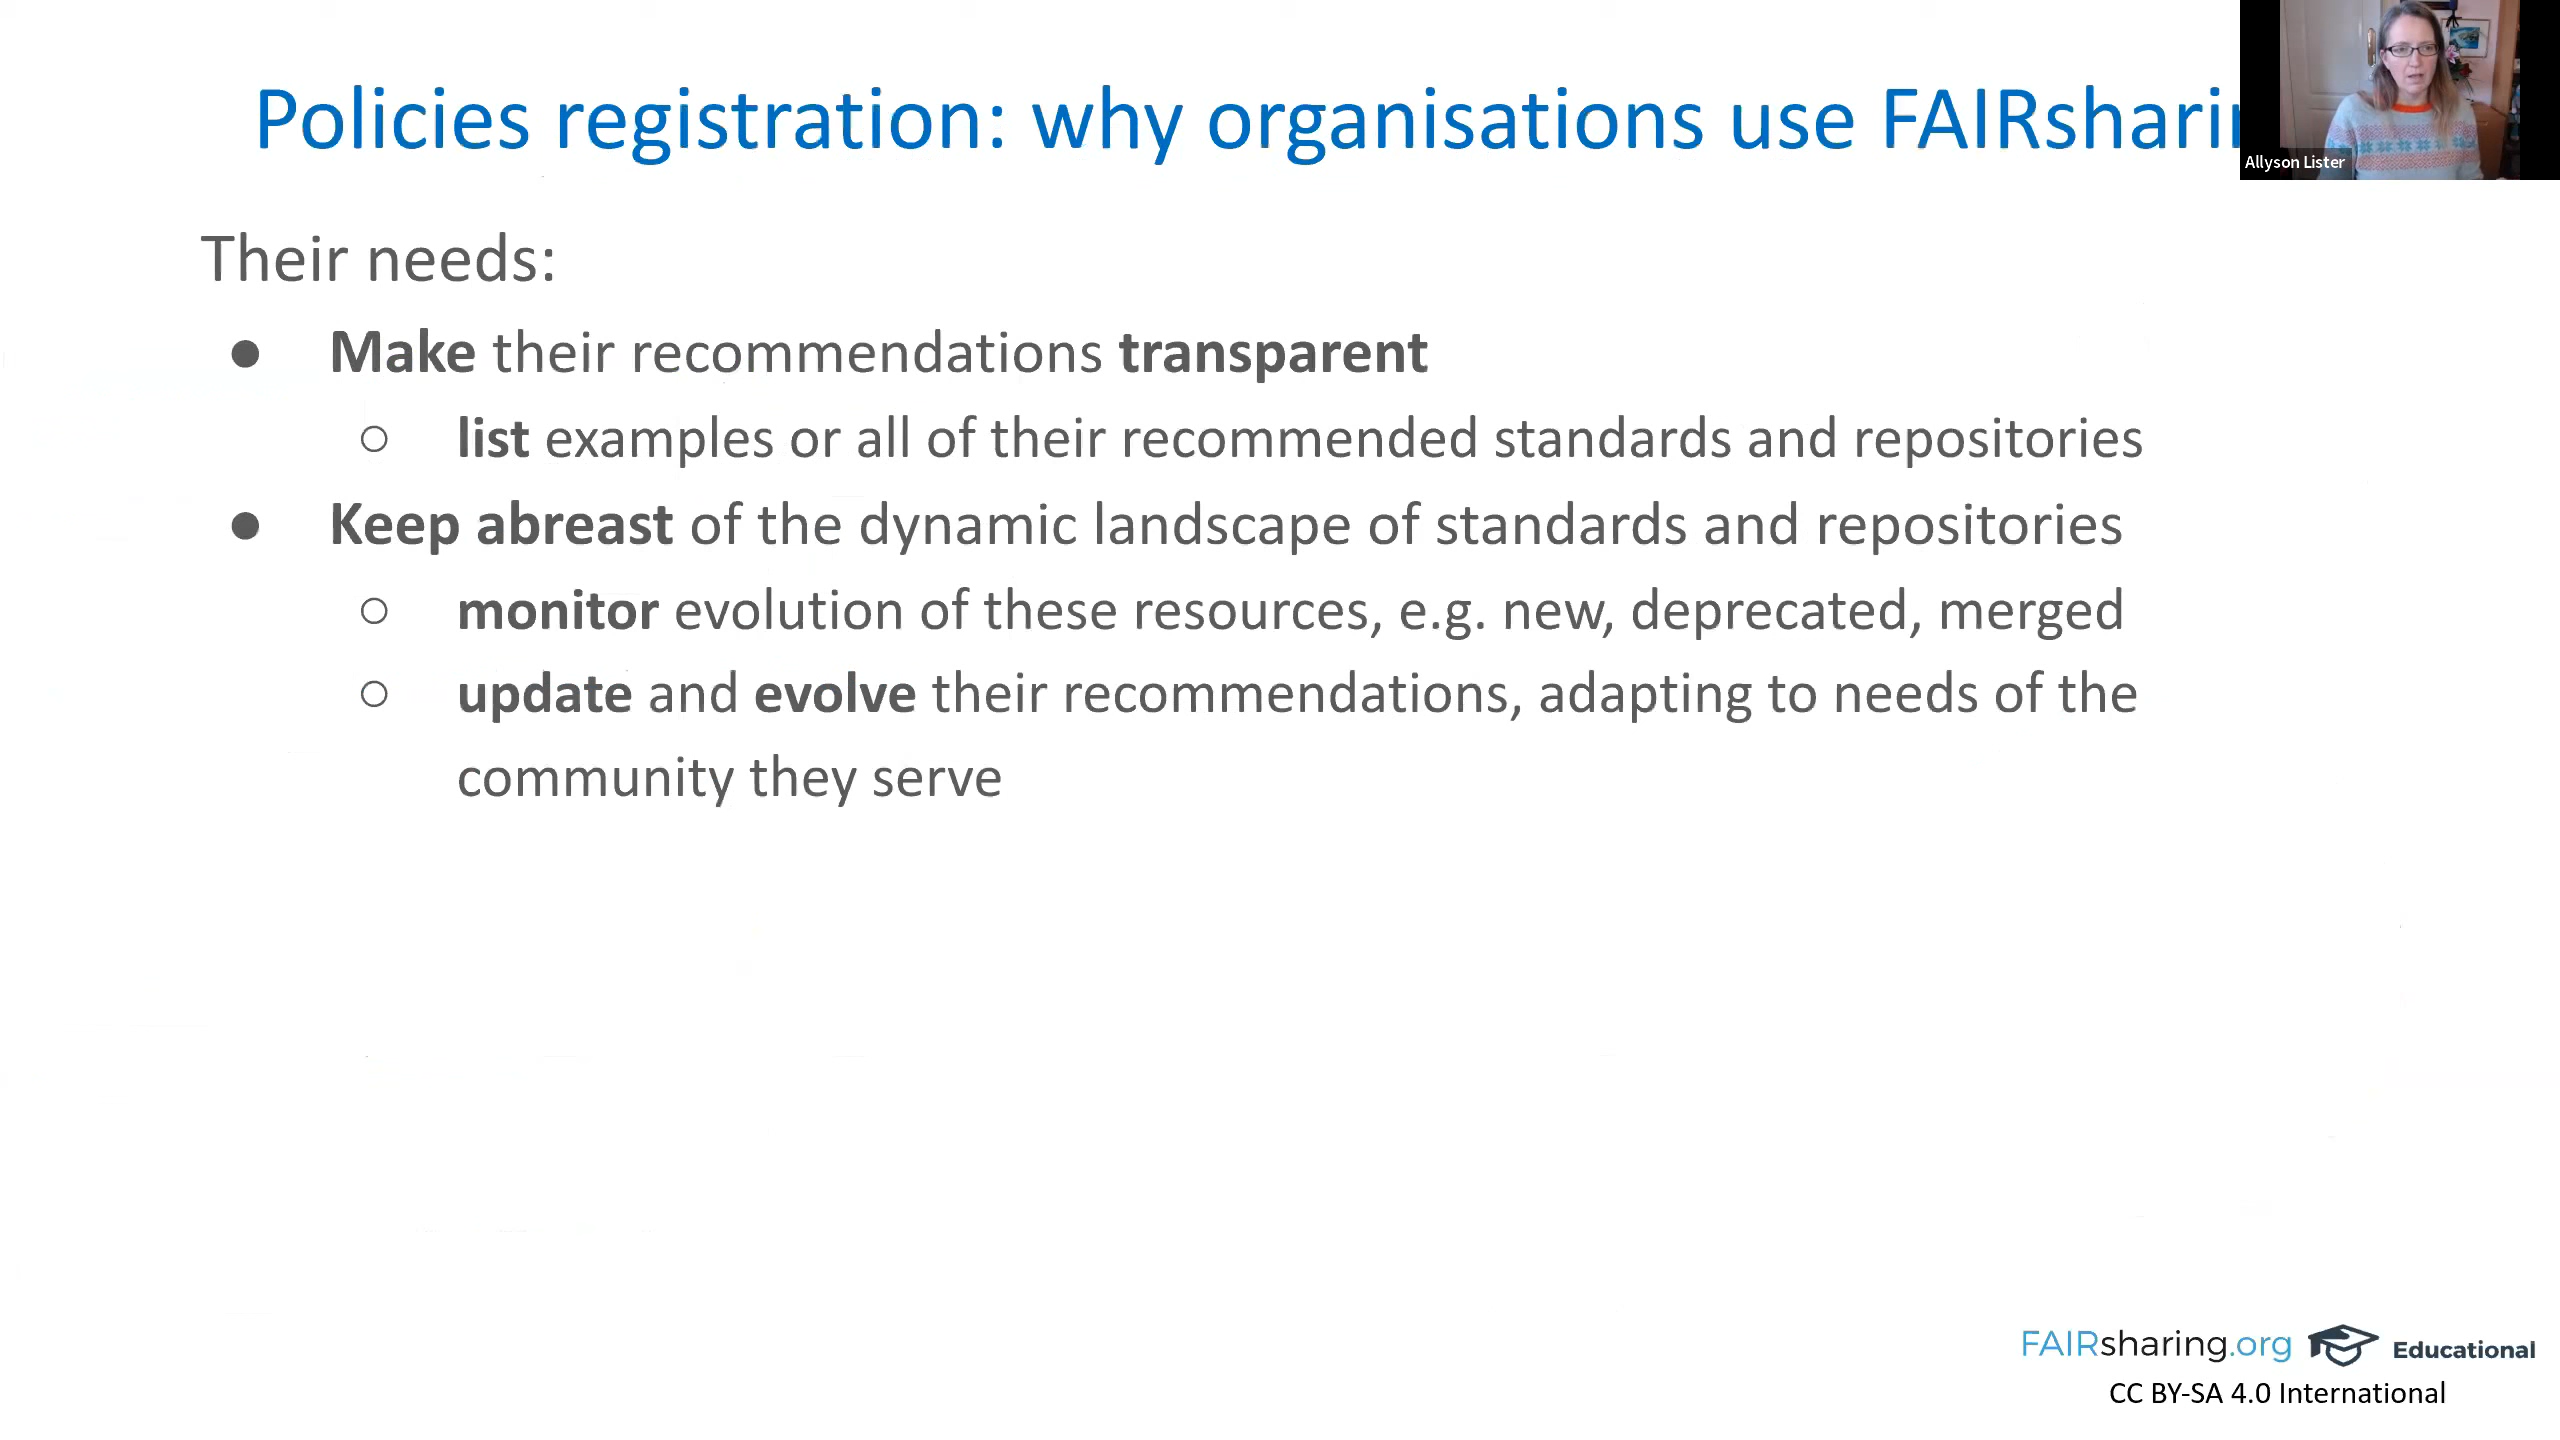 Policies registration: why organisations use FAIRsharin
Allyson Lister
Their needs:
● Make their recommendations transparent
○ list examples or all of their recommended standards and repositories
● Keep abreast of the dynamic landscape of standards and repositories
○ monitor evolution of these resources, e.g. new, deprecated, merged
○ update and evolve their recommendations, adapting to needs of the
community they serve
FAIRsharing.org Educational
CC BY-SA 4.0 International